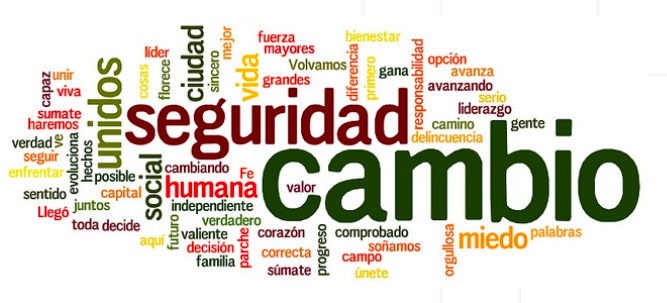 fuerza
mayores
bienestar
líder
ciudad
mejor
sincero
cosas
florece
Volvamos
diferencia
primero
gana
responsabilidad
opción
avanza
capaz
unir
viva
unidos
vida
grandes
avanzando
serio
liderazgo
sumate
haremos
seguridad
camino
gente
delincuencia
verdad
ve
seguir
evoluciona
hechos
enfrentar
posible
social
cambiando
Fe
cambio
sentido
capital
humana
valor
Llegó
juntos
independiente
toda
decide
futuro
verdadero
aquí
valiente
decisión
parche
corazón
progreso
comprobado
orgullosa
miedo
palabras
familia
correcta
soñamos
campo
súmate
únete